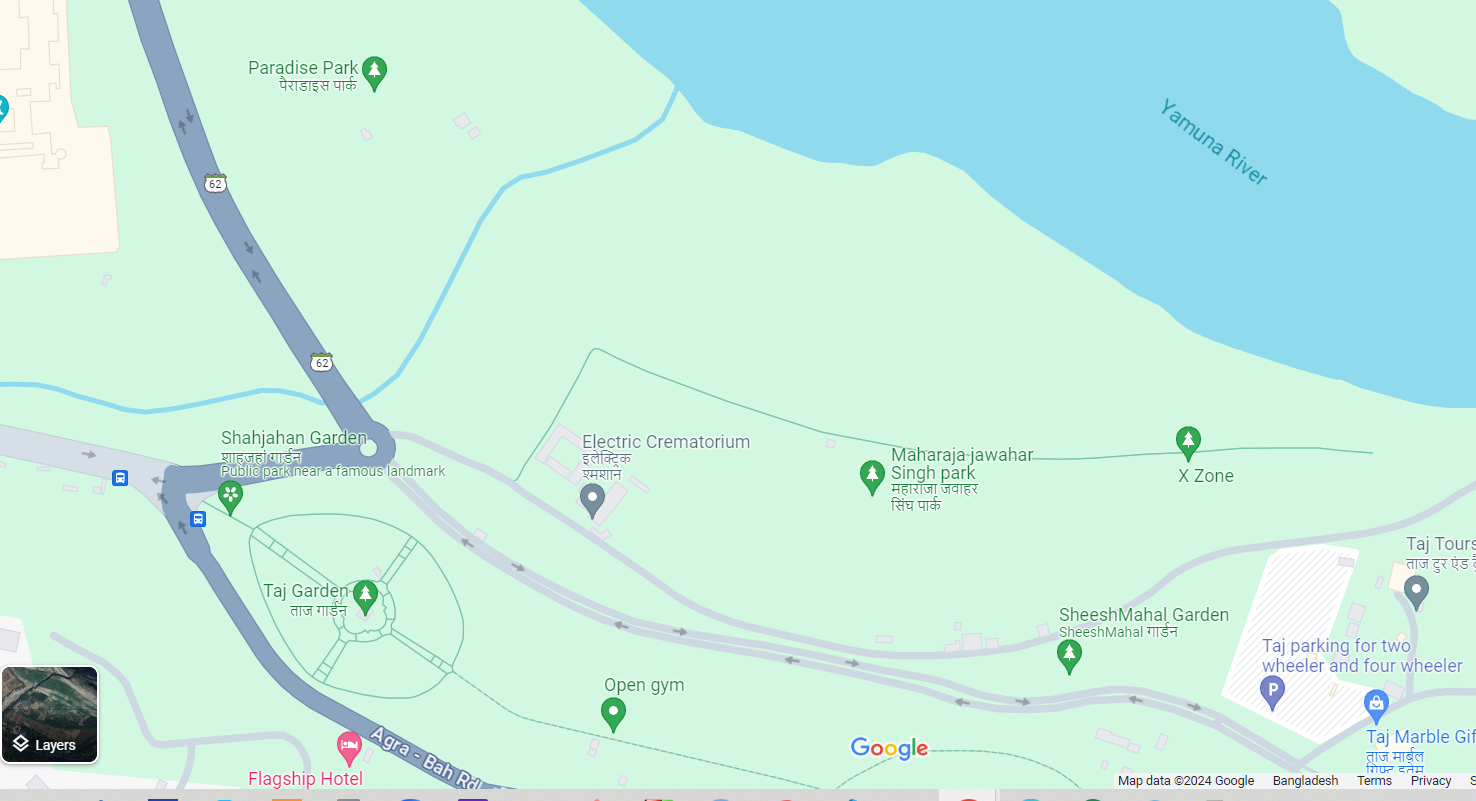 Paradise Park
पैराडाइस पार्क
Yamuna River
62
62
Shahjahan Garden
शाहजहां गार्डन
Public park near a famous landmark
Electric Crematorium
इलेक्ट्रिक
श्मशान
Maharaja jawahar
Singh park
महाराजा जवाहर
सिंघ पार्क
X Zone
Taj Tours
ताज टुर एंड
Taj Garden
ताज गार्डन
SheeshMahal Garden
SheeshMahal गार्डन
Taj parking for two
wheeler and four wheeler
P
Open gym
Taj Marble Gif
ताज मार्बल
Layers
Agra - Bah Rd
Flagship Hotel
Google
Map data ©2024 Google Bangladesh Terms Privacy S